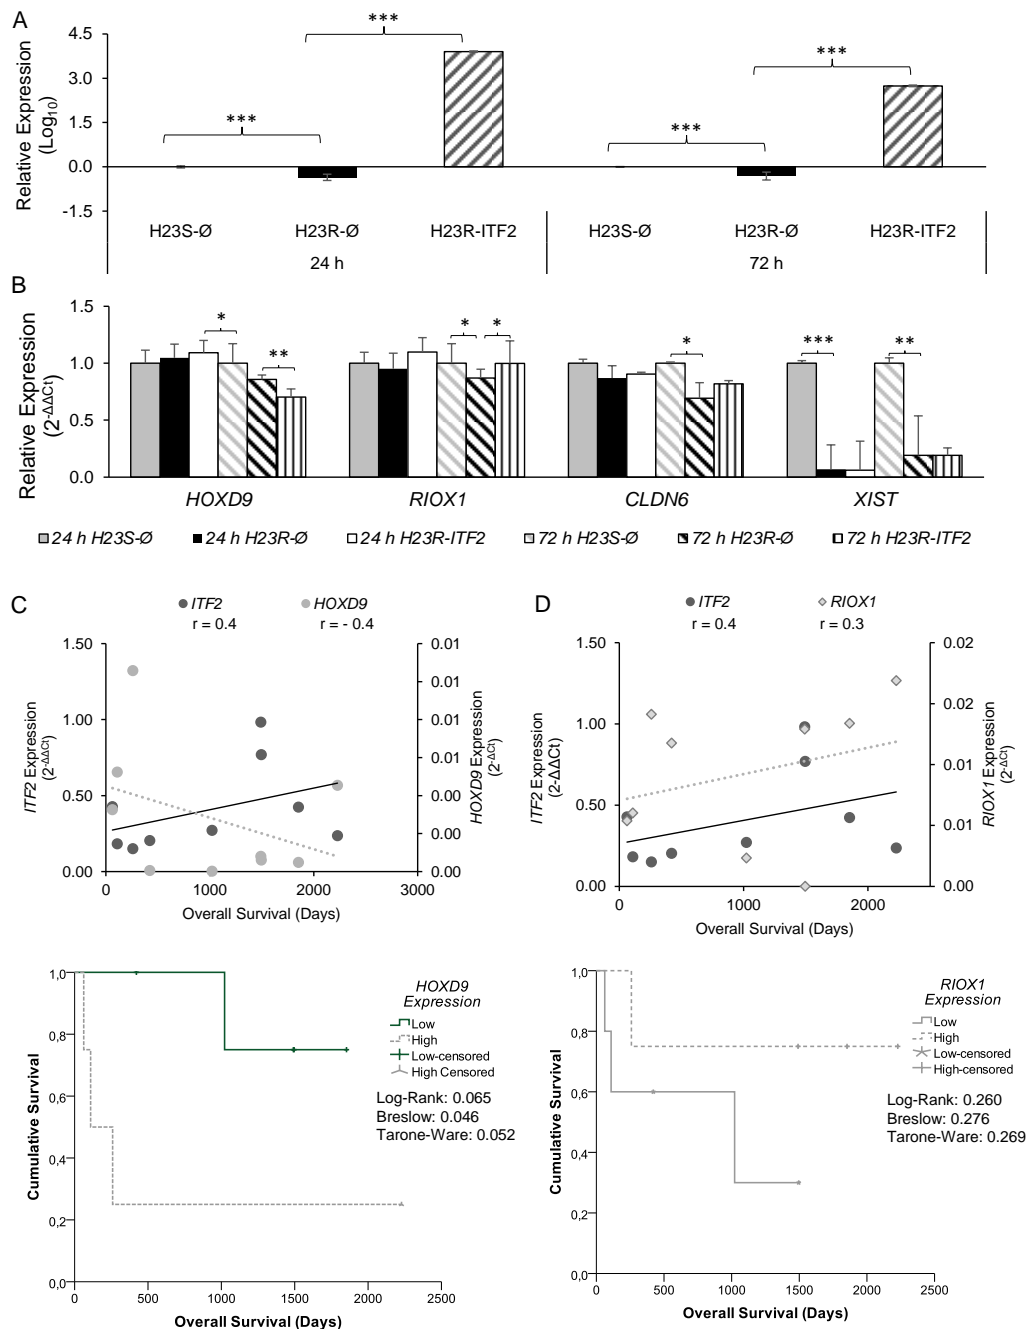 A
Relative Expression
(Log10)
4.5
3.0
1.5
0.0
-1.5
***
***
***
***
H23S-Ø H23R-Ø H23R-ITF2 H23S-Ø H23R-Ø H23R-ITF2
24 h 72 h
B
Relative Expression
(2-ΔΔCt)
1.5
1.0
0.5
0.0
* ** * * * *** **
HOXD9 RIOX1 CLDN6 XIST
24 h H23S-Ø 24 h H23R-Ø 24 h H23R-ITF2 72 h H23S-Ø 72 h H23R-Ø 72 h H23R-ITF2
C
ITF2 HOXD9
r = 0.4 r = - 0.4
ITF2 Expression
(2-ΔΔCt)
1.50
1.00
0.50
0.00
0.01
0.01
0.01
0.01
0.00
0.00
0.00
HOXD9 Expression
(2-ΔCt)
0 1000 2000 3000
Overall Survival (Days)
D
ITF2 RIOX1
r = 0.4 r = 0.3
ITF2 Expression
(2-ΔΔCt)
1.50
1.00
0.50
0.00
0.02
0.02
0.01
0.01
0.00
RIOX1 Expression
(2-ΔCt)
0 1000 2000
Overall Survival (Days)
Cumulative Survival
1,0
0,8
0,6
0,4
0,2
0,0
0 500 1000 1500 2000 2500
Overall Survival (Days)
HOXD9
Expression
Low
High
Low-censored
High Censored
Log-Rank: 0.065
Breslow: 0.046
Tarone-Ware: 0.052
Cumulative Survival
1,0
0,8
0,6
0,4
0,2
0,0
0 500 1000 1500 2000 2500
Overall Survival (Days)
RIOX1
Expression
Low
High
Low-censored
High-censored
Log-Rank: 0.260
Breslow: 0.276
Tarone-Ware: 0.269